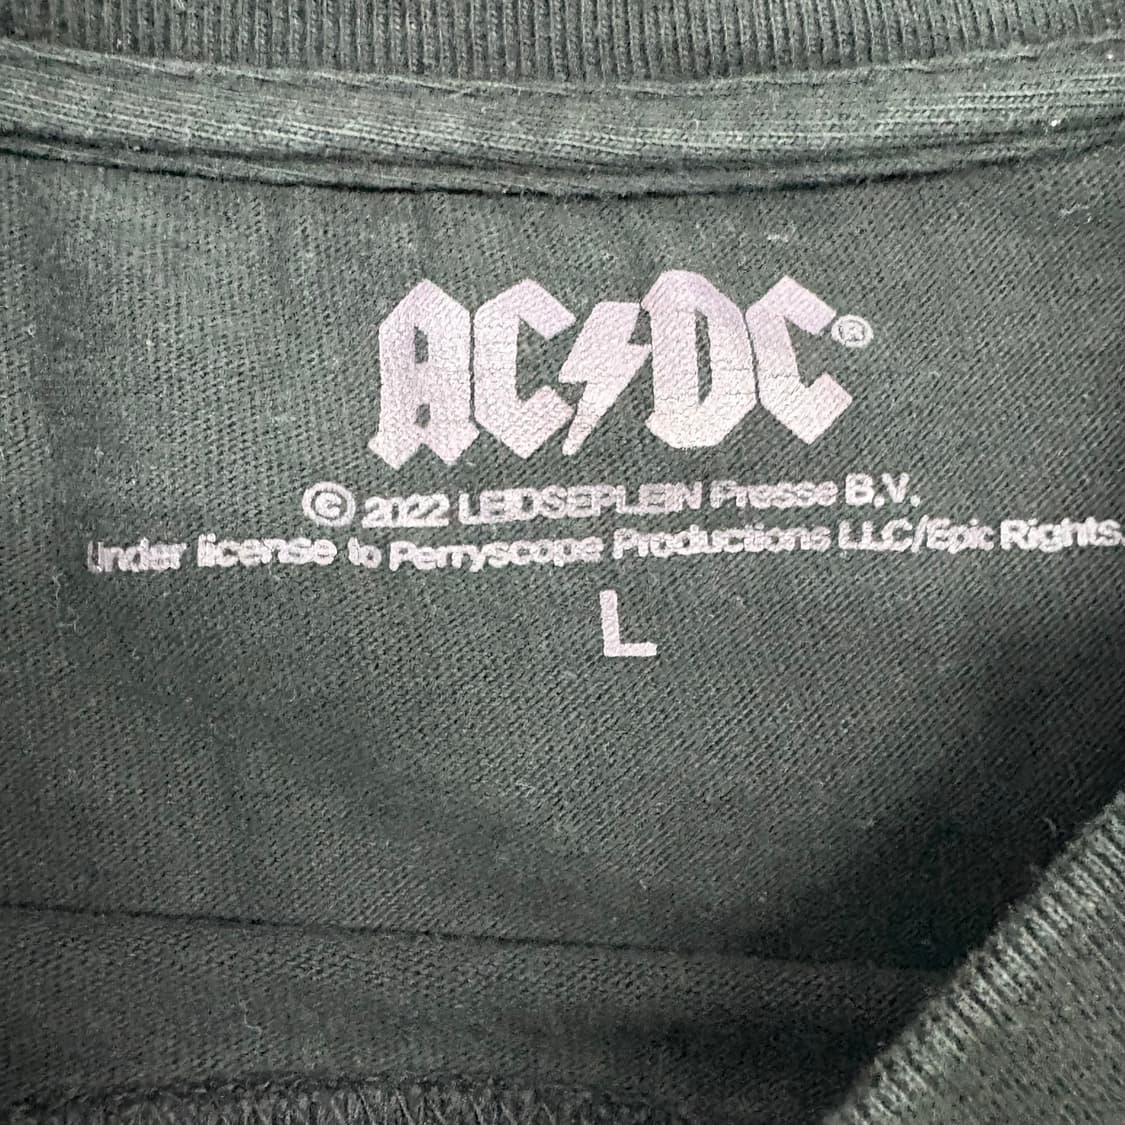 AC/DC®
© 2022 LEIDSEPLEIN Presse B.V.
Under license to Perryscope Productions LLC/Epic Rights.
L